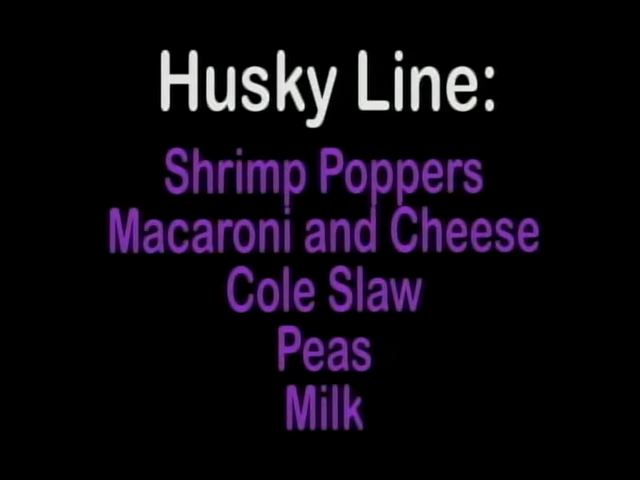 Husky Line:
Shrimp Poppers
Macaroni and Cheese
Cole Slaw
Peas
Milk